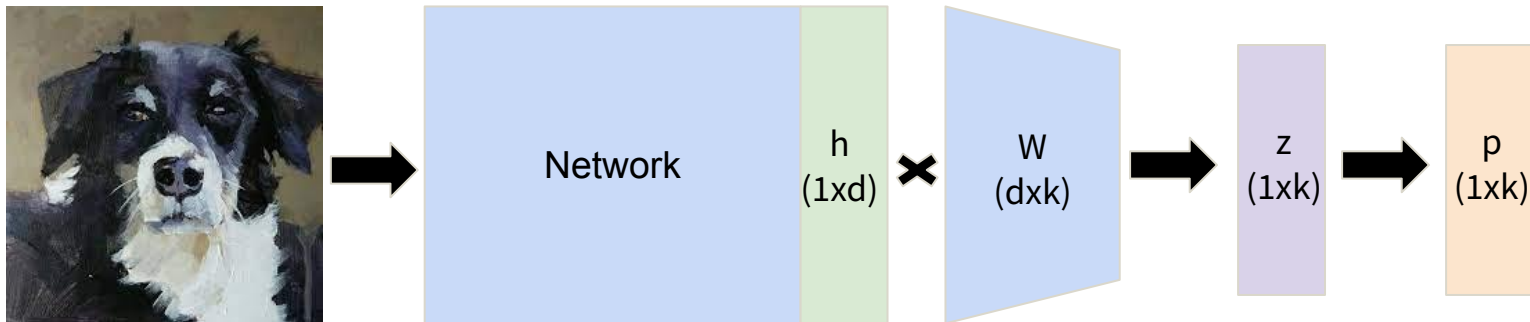 Network
h
(1xd)
W
(dxk)
z
(1xk)
p
(1xk)